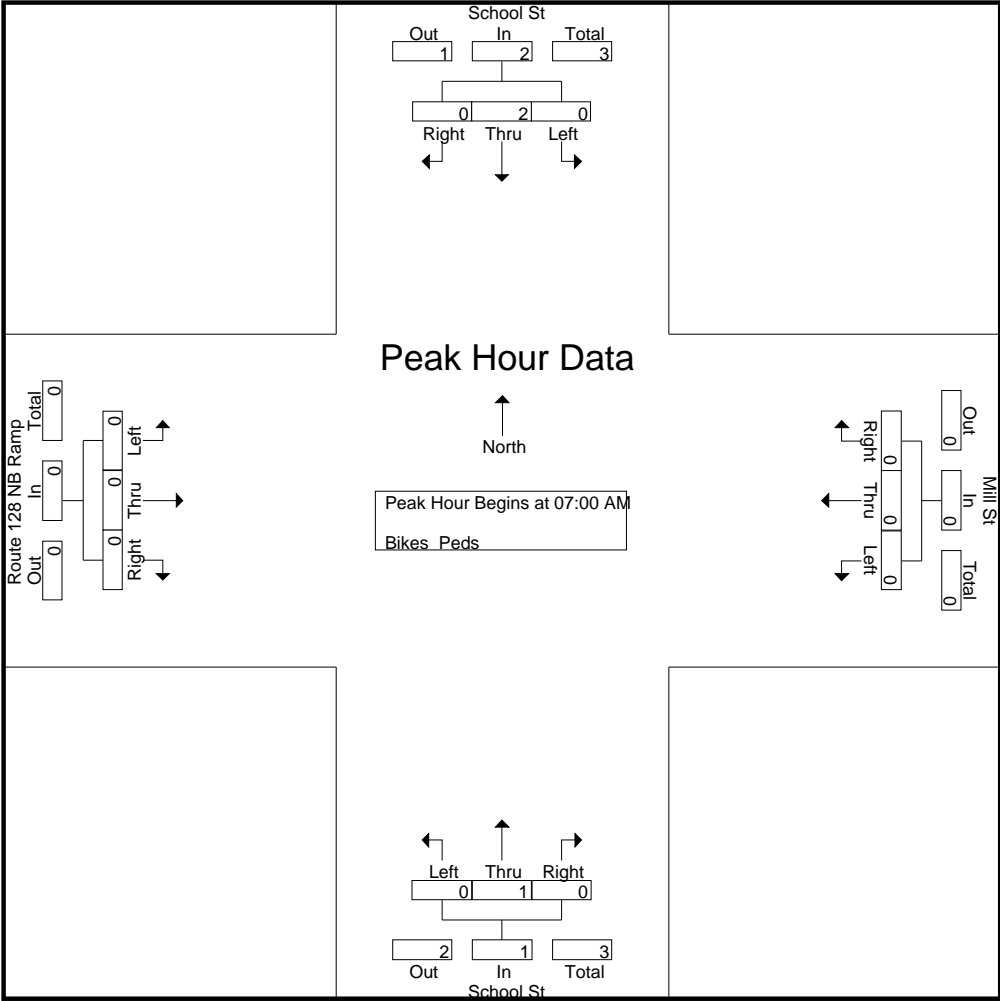 School St
Out In Total
1 2 3
0 2 0
Right Thru Left
Peak Hour Data
North
Peak Hour Begins at 07:00 AM
Bikes Peds
Route 128 NB Ramp
Out In Total
0 0 0
Right Thru Left
0 0 0
Mill St
Out In Total
0 0 0
Right Thru Left
0 0 0
Left Thru Right
0 1 0
2 1 3
Out In Total
School St